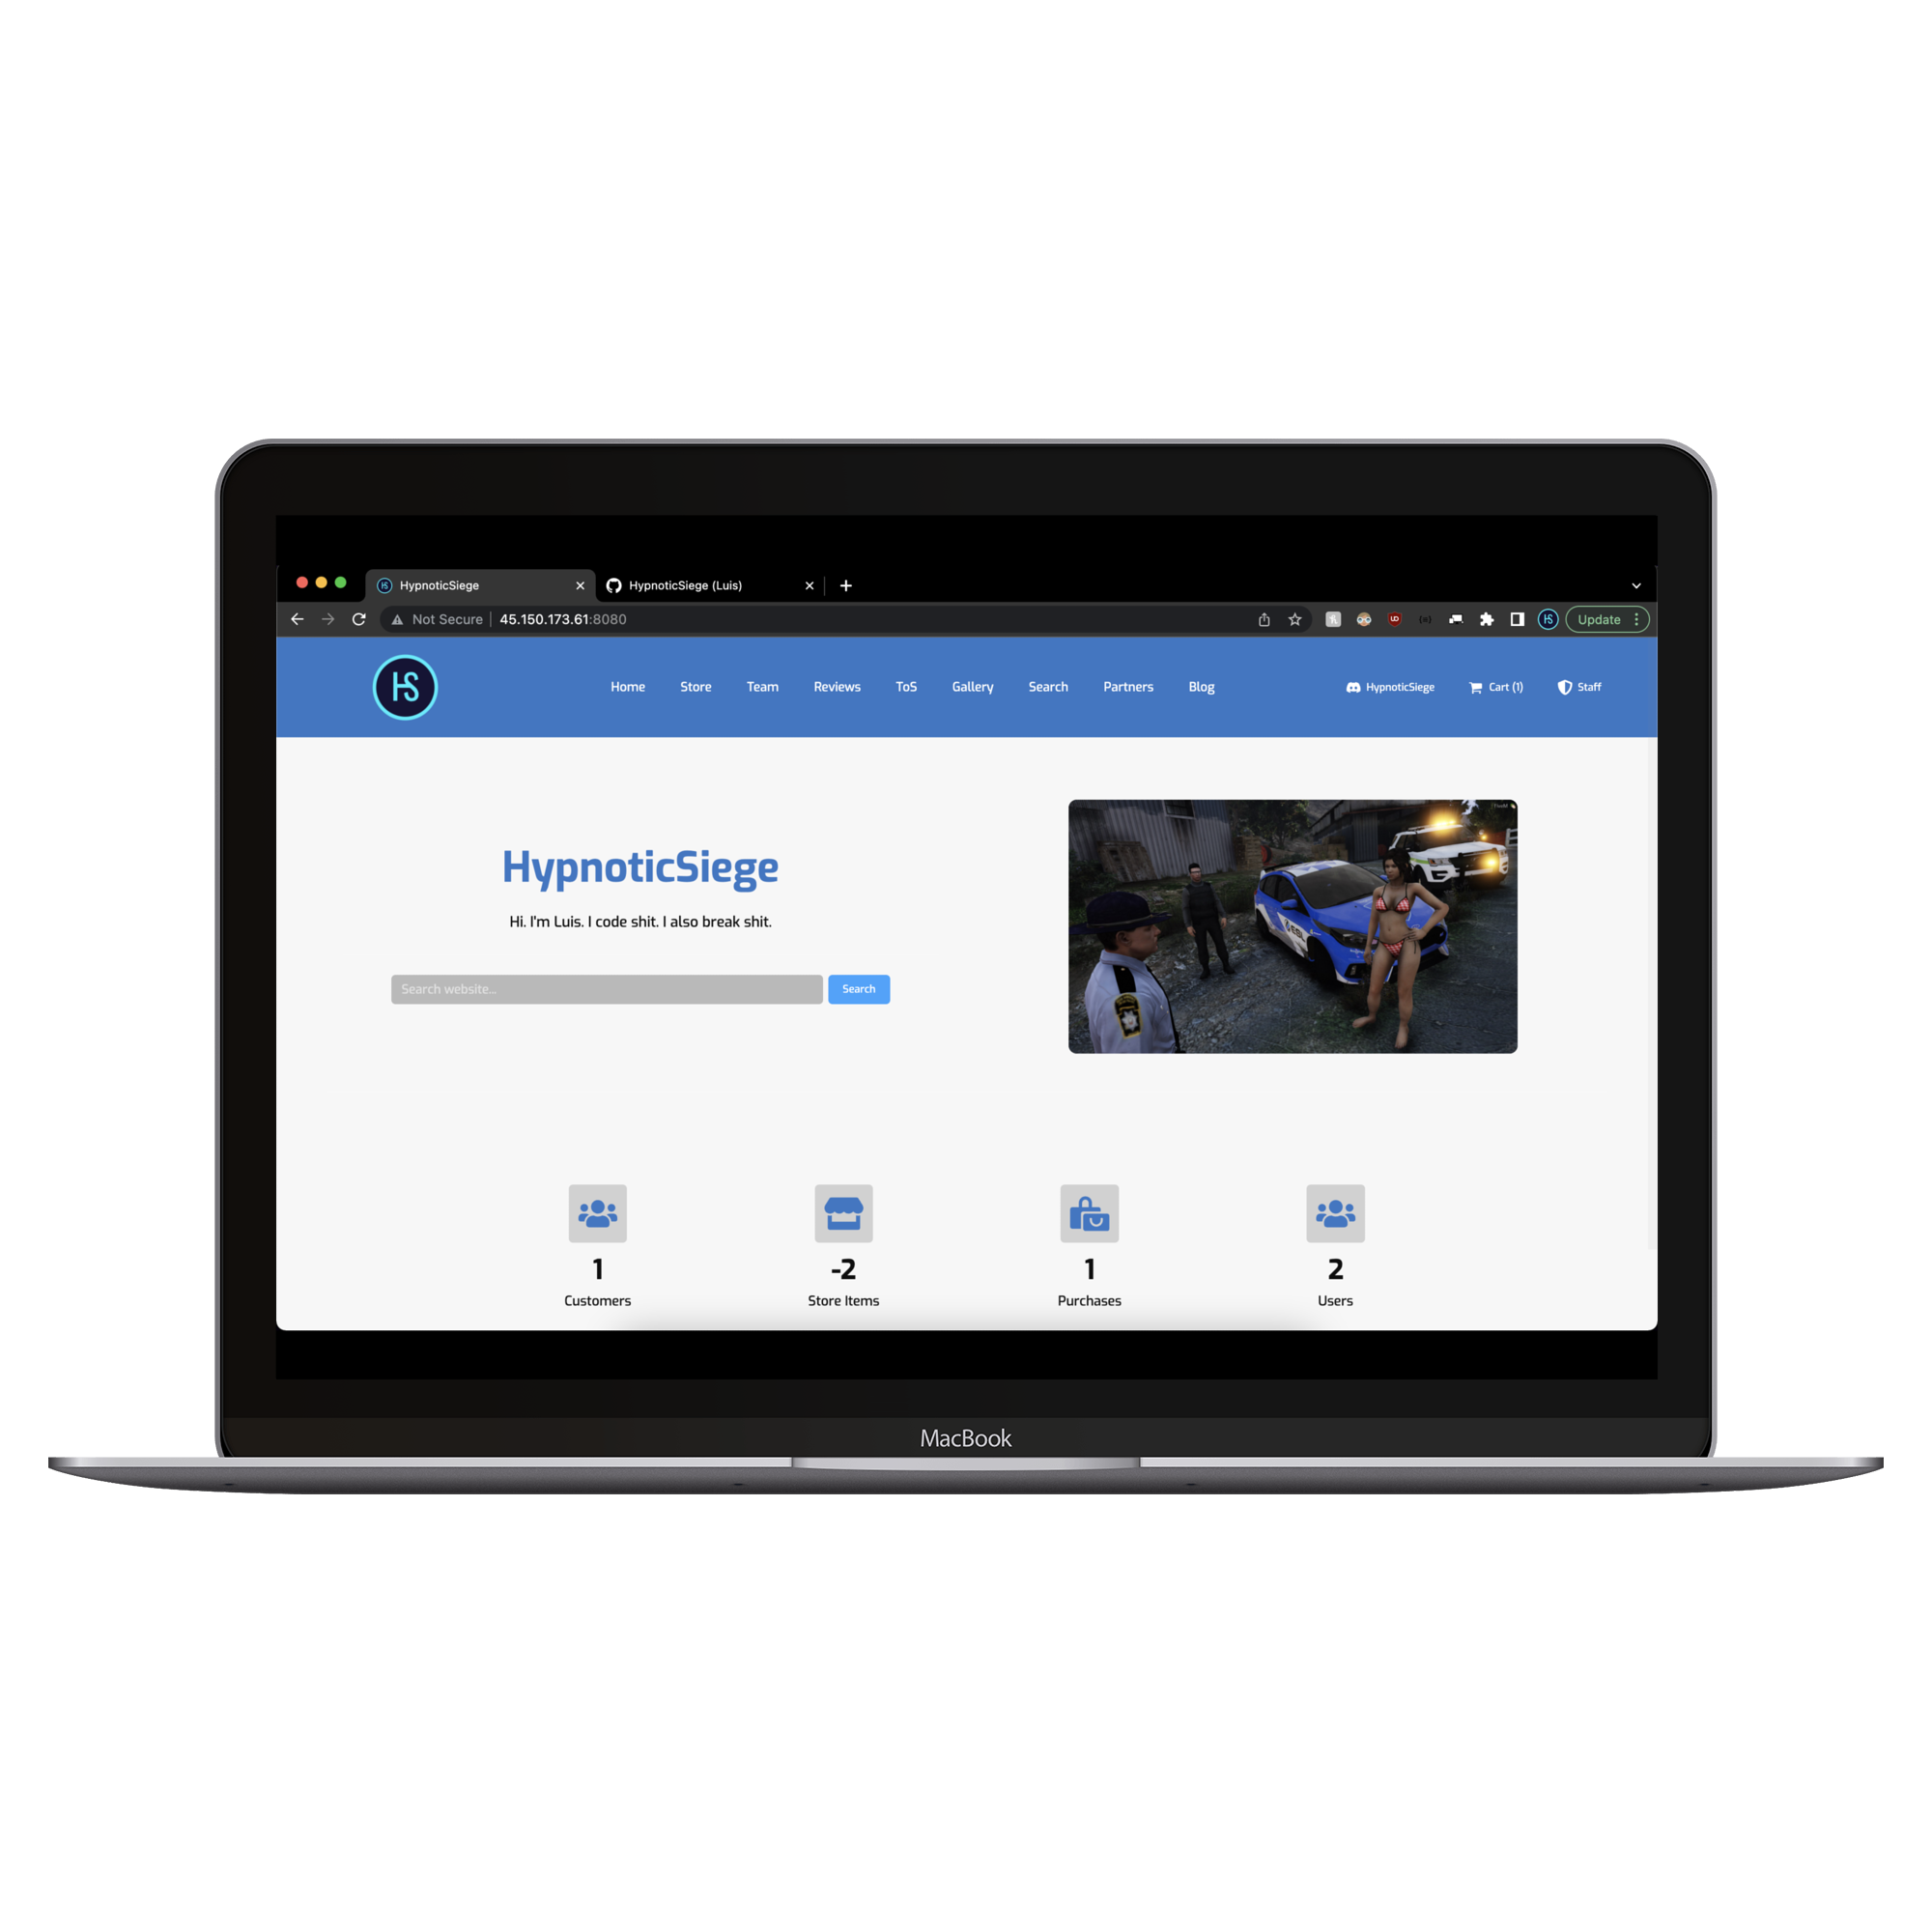 HypnoticSiege
HypnoticSiege (Luis)
Not Secure | 45.150.173.61:8080
Update
HS
Home Store Team Reviews ToS Gallery Search Partners Blog HypnoticSiege Cart (1) Staff
HypnoticSiege
Hi. I'm Luis. I code shit. I also break shit.
Search website... Search
ESL
1 -2 1 2
Customers Store Items Purchases Users
MacBook